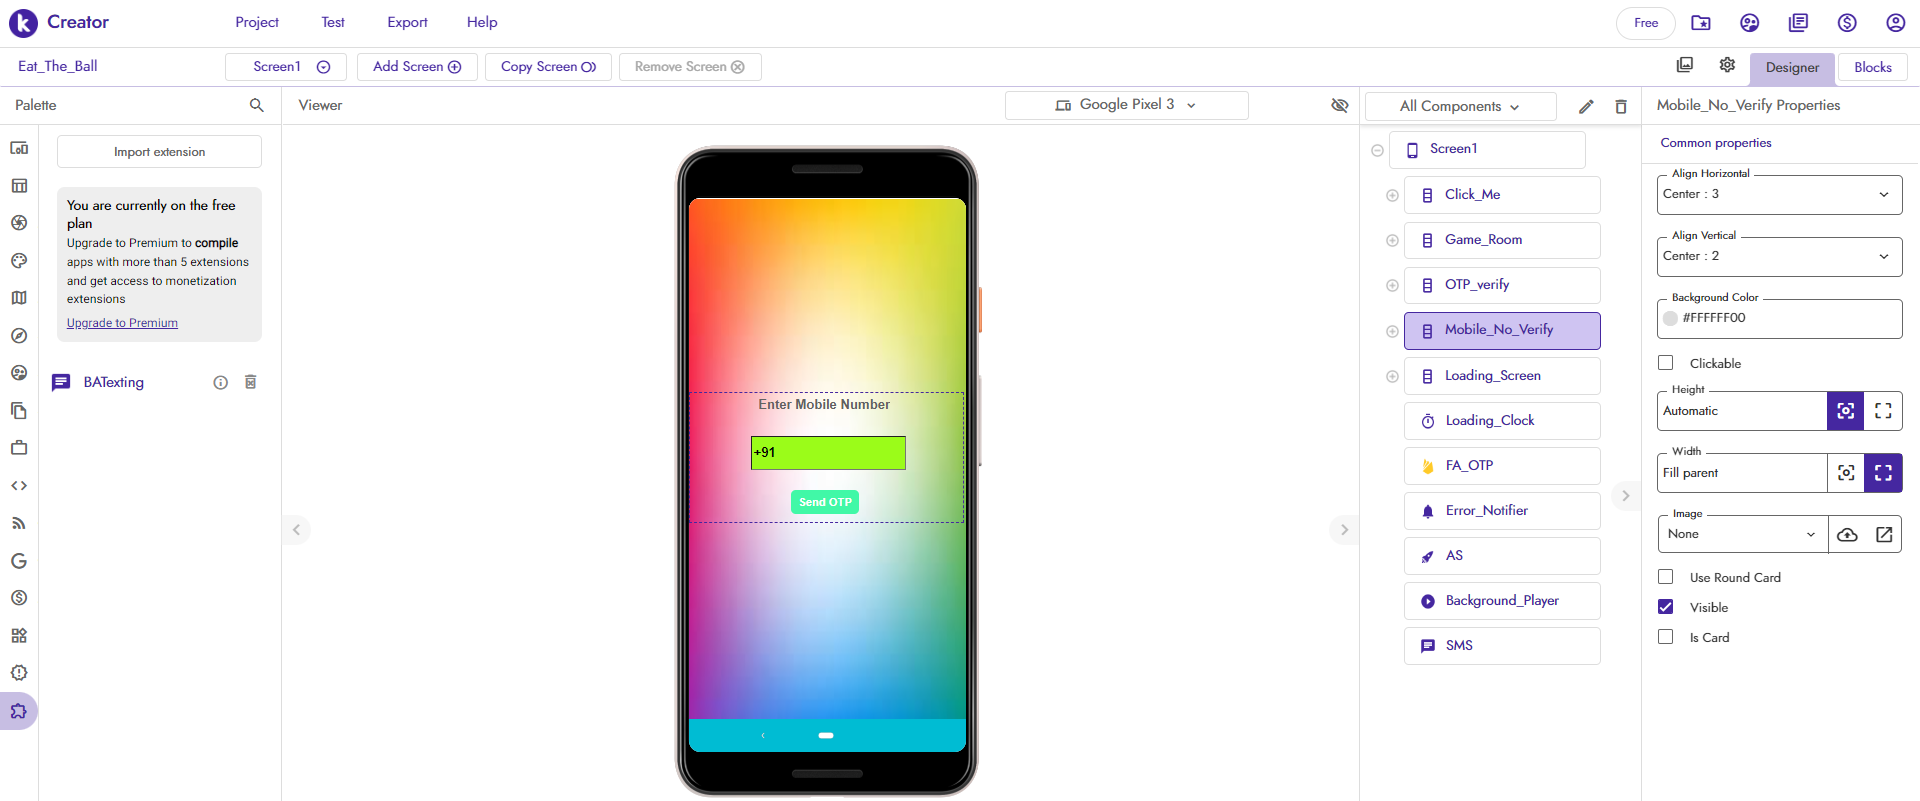 Creator
Project
Test
Export
Help
Free
Eat_The_Ball
Screen1
Add Screen
Copy Screen
Remove Screen
Designer
Blocks
Palette
Viewer
Google Pixel 3
All Components
Mobile_No_Verify Properties
Import extension
You are currently on the free
plan
Upgrade to Premium to compile
apps with more than 5 extensions
and get access to monetization
extensions
Upgrade to Premium
BATexting
Enter Mobile Number
+91
Send OTP
Screen1
Click_Me
Game_Room
OTP_verify
Mobile_No_Verify
Loading_Screen
Loading_Clock
FA_OTP
Error_Notifier
AS
Background_Player
SMS
Common properties
Align Horizontal
Center : 3
Align Vertical
Center : 2
Background Color
#FFFFFF00
Clickable
Height
Automatic
Width
Fill parent
Image
None
Use Round Card
Visible
Is Card